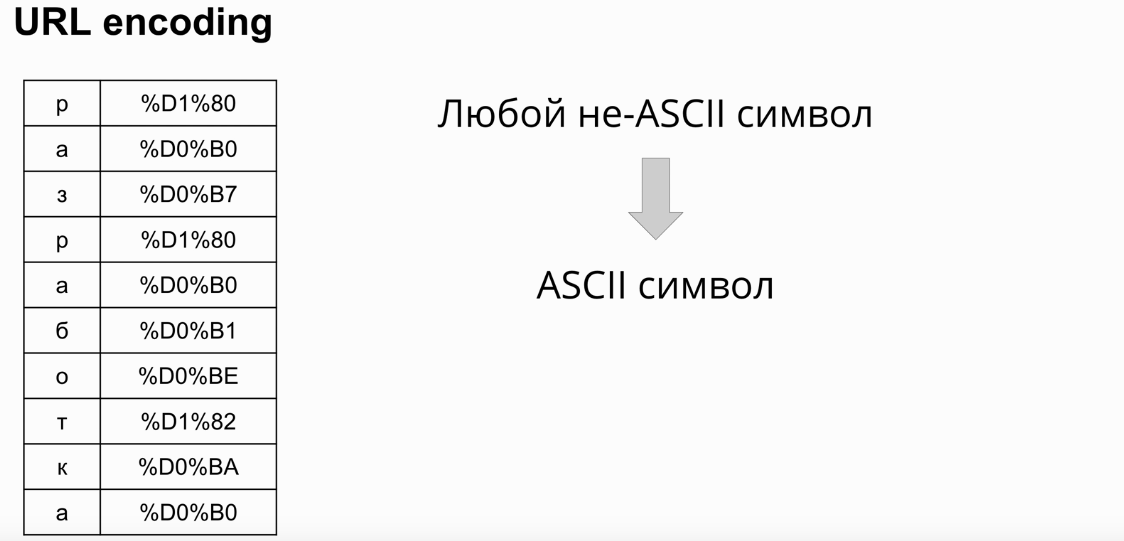 URL encoding
р %D1%80
а %D0%B0
з %D0%B7
р %D1%80
а %D0%B0
б %D0%B1
о %D0%BE
т %D1%82
к %D0%BA
а %D0%B0
Любой не-ASCII символ
ASCII символ